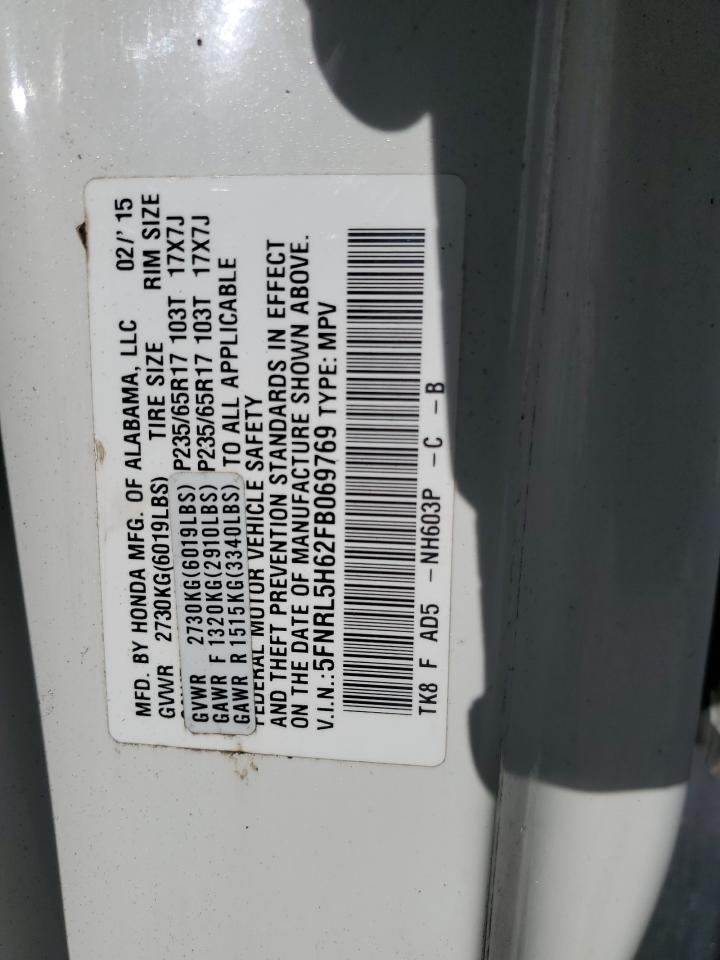 MFD. BY HONDA MFG. OF ALABAMA, LLC 02/'15
GVWR 2730KG(6019LBS) TIRE SIZE RIM SIZE
P235/65R17 103T 17X7J
P235/65R17 103T 17X7J
GVWR 2730KG(6019LBS)
GAWR F 1320KG(2910LBS)
GAWR R 1515KG(3340LBS)
TO ALL APPLICABLE
FEDERAL MOTOR VEHICLE SAFETY
AND THEFT PREVENTION STANDARDS IN EFFECT
ON THE DATE OF MANUFACTURE SHOWN ABOVE.
V.I.N.:5FNRL5H62FB069769 TYPE: MPV
TK8 F AD5 -NH603P -C -B